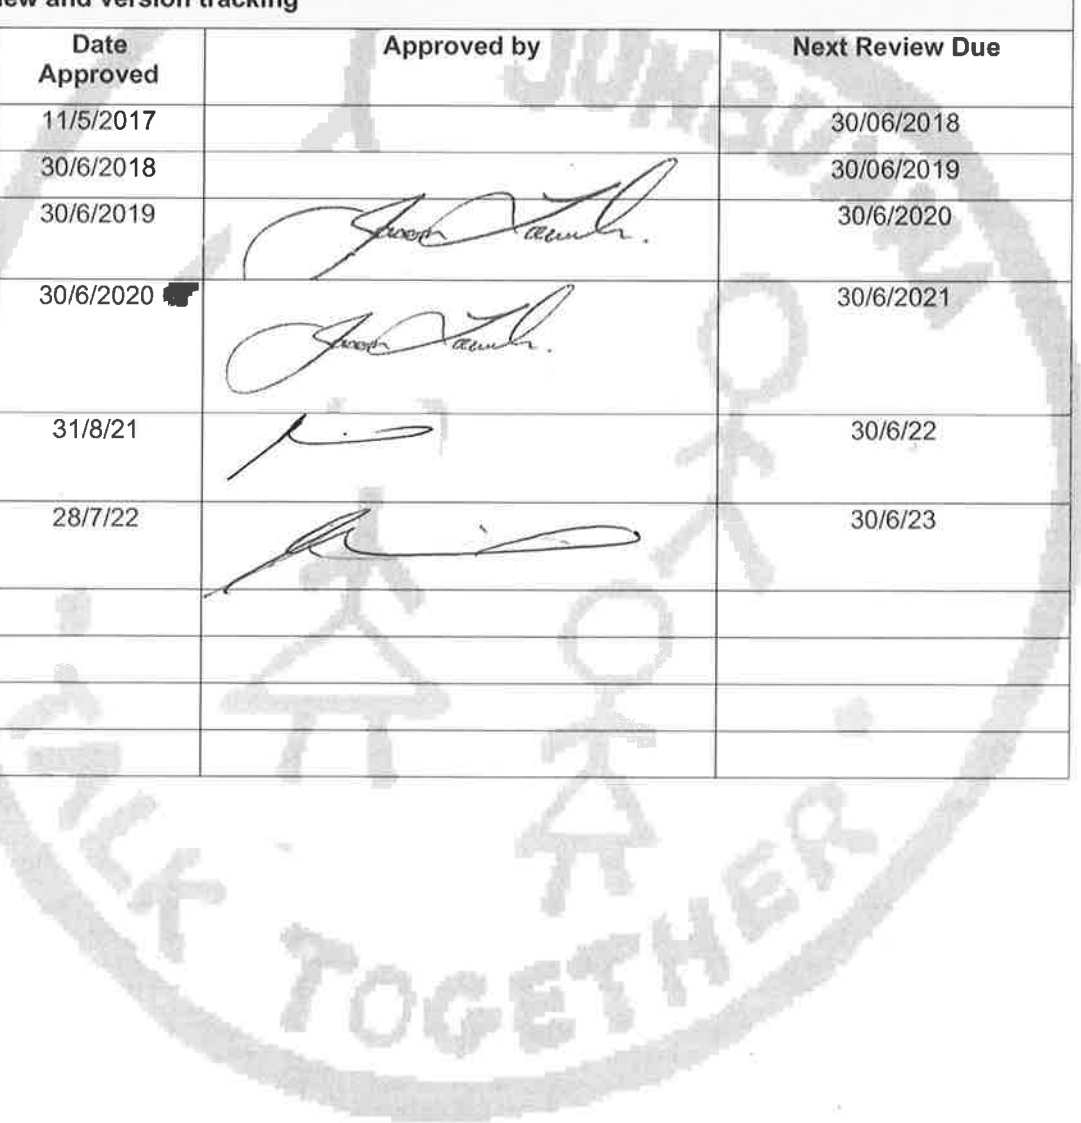 ew and version tracking
Date Approved by Next Review Due
Approved
11/5/2017 30/06/2018
30/6/2018 30/06/2019
30/6/2019 30/6/2020
30/6/2020 30/6/2021
31/8/21 30/6/22
28/7/22 30/6/23
TOGETHER